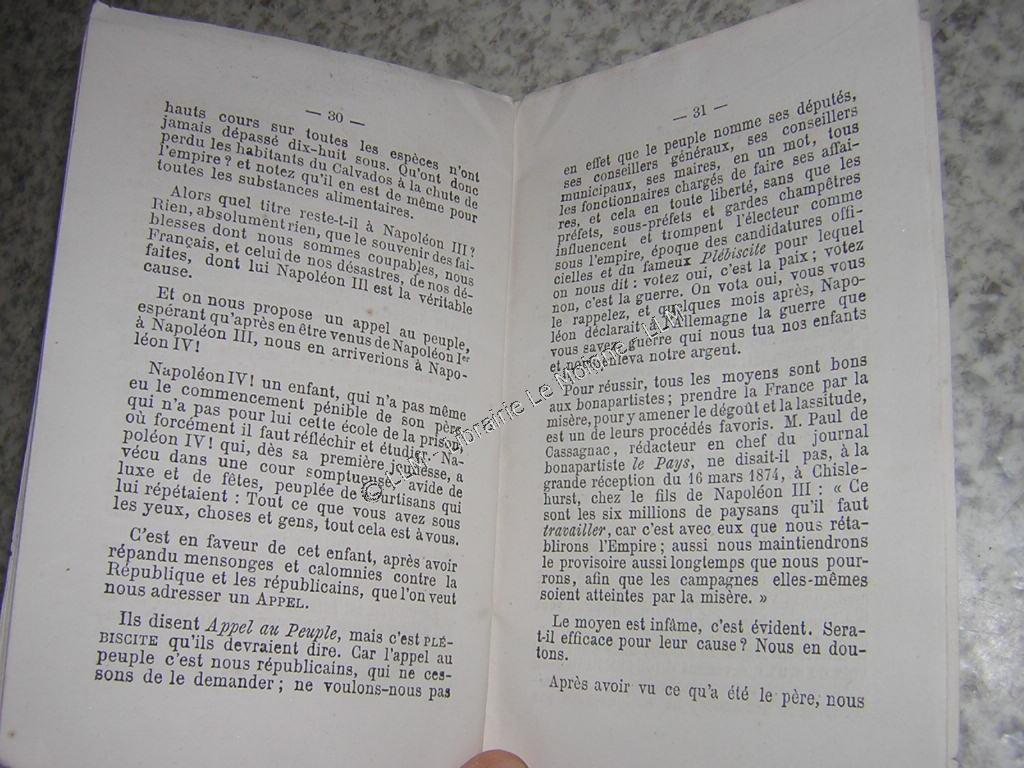 — 30 —
hauts cours sur toutes les espèces n'ont
jamais dépassé dix-huit sous. Qu'ont donc
perdu les habitants du Calvados à la chute de
l'empire? et notez qu'il en est de même pour
toutes les substances alimentaires.
Alors quel titre reste-t-il à Napoléon III?
Rien, absolument rien, que le souvenir des fai-
blesses dont nous sommes coupables, nous
Français, et celui de nos désastres, de nos dé-
faites, dont lui Napoléon III est la véritable
cause.
Et on nous propose un appel au peuple,
espérant qu'après en être venus de Napoléon Ier
à Napoléon III, nous en arriverions à Napo-
léon IV!
Napoléon IV! un enfant, qui n'a pas même
eu le commencement pénible de son père,
qui n'a pas pour lui cette école de la prison,
où forcément il faut réfléchir et étudier. Na-
poléon IV! qui, dès sa première jeunesse, a
vécu dans une cour somptueuse, avide de
luxe et de fêtes, peuplée de courtisans qui
lui répétaient : Tout ce que vous avez sous
les yeux, choses et gens, tout cela est à vous.
C'est en faveur de cet enfant, après avoir
répandu mensonges et calomnies contre la
République et les républicains, que l'on veut
nous adresser un APPEL.
Ils disent Appel au Peuple, mais c'est PLÉ-
BISCITE qu'ils devraient dire. Car l'appel au
peuple c'est nous républicains, qui ne ces-
sons de le demander; ne voulons-nous pas
— 31 —
en effet que le peuple nomme ses députés,
ses conseillers généraux, ses conseillers
municipaux, ses maires, en un mot, tous
les fonctionnaires chargés de faire ses affai-
res, et cela en toute liberté, sans que les
préfets, sous-préfets et gardes champêtres
influencent et trompent l'électeur comme
sous l'empire, époque des candidatures offi-
cielles et du fameux Plébiscite pour lequel
on nous dit : votez oui, c'est la paix; votez
non, c'est la guerre. On vota oui, vous vous
le rappelez, et quelques mois après, Napo-
léon déclarait à l'Allemagne la guerre que
vous savez, guerre qui nous tua nos enfants
et nous enleva notre argent.
Pour réussir, tous les moyens sont bons
aux bonapartistes; prendre la France par la
misère, pour y amener le dégoût et la lassitude,
est un de leurs procédés favoris. M. Paul de
Cassagnac, rédacteur en chef du journal
bonapartiste le Pays, ne disait-il pas, à la
grande réception du 16 mars 1874, à Chisle-
hurst, chez le fils de Napoléon III : « Ce
sont les six millions de paysans qu'il faut
travailler, car c'est avec eux que nous réta-
blirons l'Empire; aussi nous maintiendrons
le provisoire aussi longtemps que nous pour-
rons, afin que les campagnes elles-mêmes
soient atteintes par la misère. »
Le moyen est infâme, c'est évident. Sera-
t-il efficace pour leur cause? Nous en dou-
tons.
Après avoir vu ce qu'a été le père, nous
© LLM - Librairie Le Moigne LLM